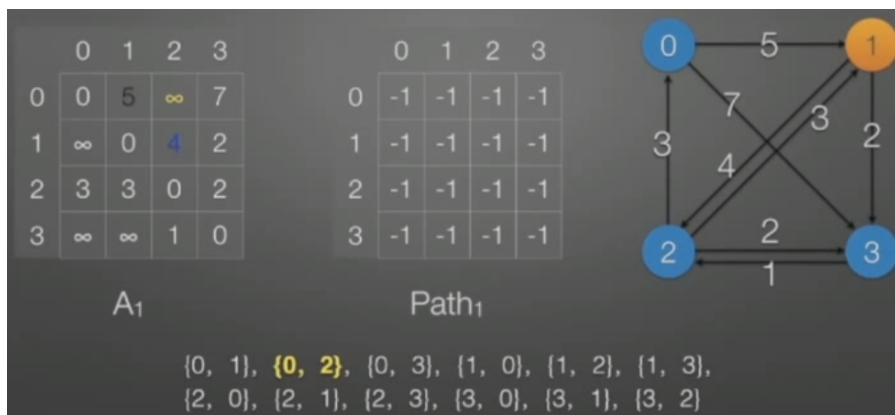 0 1 2 3
0 0 5 ∞ 7
1 ∞ 0 4 2
2 3 3 0 2
3 ∞ ∞ 1 0
A₁
0 1 2 3
0 -1 -1 -1 -1
1 -1 -1 -1 -1
2 -1 -1 -1 -1
3 -1 -1 -1 -1
Path₁
0 5 1
7 3
3 4 2
2 2 3
1
{0, 1}, {0, 2}, {0, 3}, {1, 0}, {1, 2}, {1, 3},
{2, 0}, {2, 1}, {2, 3}, {3, 0}, {3, 1}, {3, 2}